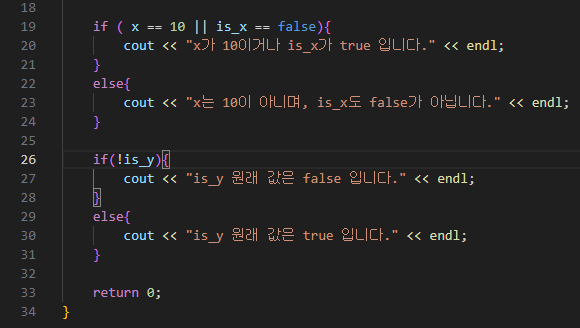 18
19 if ( x == 10 || is_x == false){
20 cout << "x가 10이거나 is_x가 true 입니다." << endl;
21 }
22 else{
23 cout << "x는 10이 아니며, is_x도 false가 아닙니다." << endl;
24 }
25
26 if(!is_y){
27 cout << "is_y 원래 값은 false 입니다." << endl;
28 }
29 else{
30 cout << "is_y 원래 값은 true 입니다." << endl;
31 }
32
33 return 0;
34 }